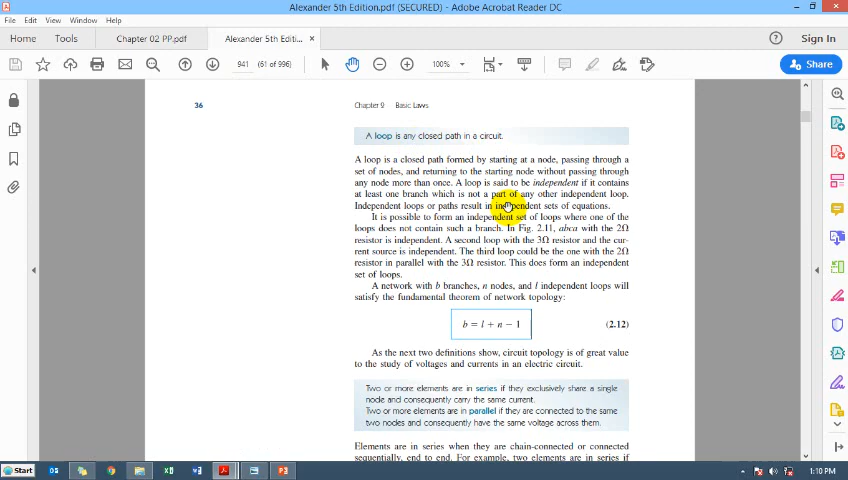 Alexander 5th Edition.pdf (SECURED) - Adobe Acrobat Reader DC
File Edit View Window Help
Home Tools Chapter 02 PP.pdf Alexander 5th Editi... × Sign In
941 (61 of 996) 100% Share
36 Chapter 9 Basic Laws
A loop is any closed path in a circuit.
A loop is a closed path formed by starting at a node, passing through a
set of nodes, and returning to the starting node without passing through
any node more than once. A loop is said to be independent if it contains
at least one branch which is not a part of any other independent loop.
Independent loops or paths result in independent sets of equations.
It is possible to form an independent set of loops where one of the
loops does not contain such a branch. In Fig. 2.11, abca with the 2Ω
resistor is independent. A second loop with the 3Ω resistor and the cur-
rent source is independent. The third loop could be the one with the 2Ω
resistor in parallel with the 3Ω resistor. This does form an independent
set of loops.
A network with b branches, n nodes, and l independent loops will
satisfy the fundamental theorem of network topology:
b = l + n − 1 (2.12)
As the next two definitions show, circuit topology is of great value
to the study of voltages and currents in an electric circuit.
Two or more elements are in series if they exclusively share a single
node and consequently carry the same current.
Two or more elements are in parallel if they are connected to the same
two nodes and consequently have the same voltage across them.
Elements are in series when they are chain-connected or connected
sequentially, end to end. For example, two elements are in series if
Start 1:10 PM